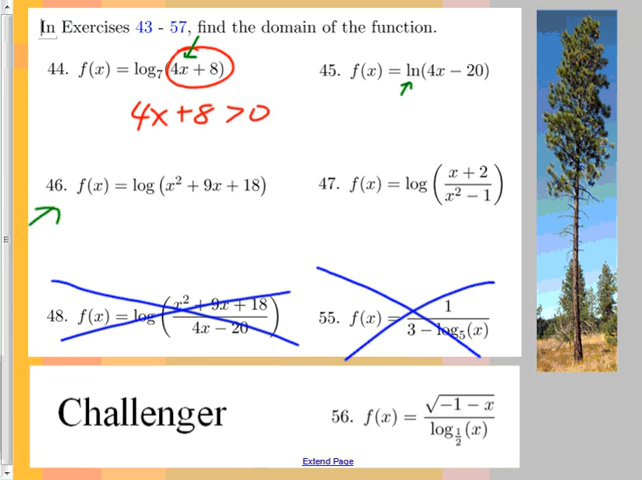 In Exercises 43 - 57, find the domain of the function.
44. f(x) = log₇(4x + 8)
45. f(x) = ln(4x − 20)
4x+8 >0
46. f(x) = log (x² + 9x + 18)
47. f(x) = log ((x + 2)/(x² − 1))
48. f(x) = log ((x² + 9x + 18)/(4x − 20))
55. f(x) = 1/(3 − log₅(x))
Challenger
56. f(x) = √(−1 − x)/log_(1/2)(x)
Extend Page